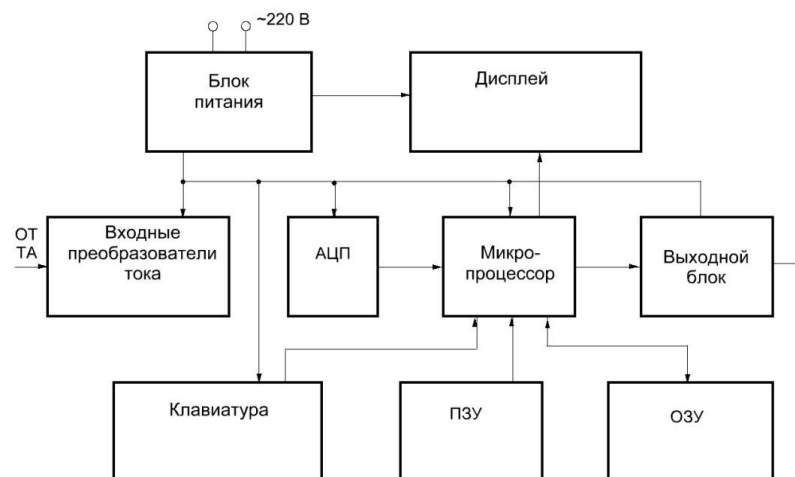 ~220 В
Блок
питания
Дисплей
ОТ
ТА
Входные
преобразователи
тока
АЦП
Микро-
процессор
Выходной
блок
Клавиатура
ПЗУ
ОЗУ